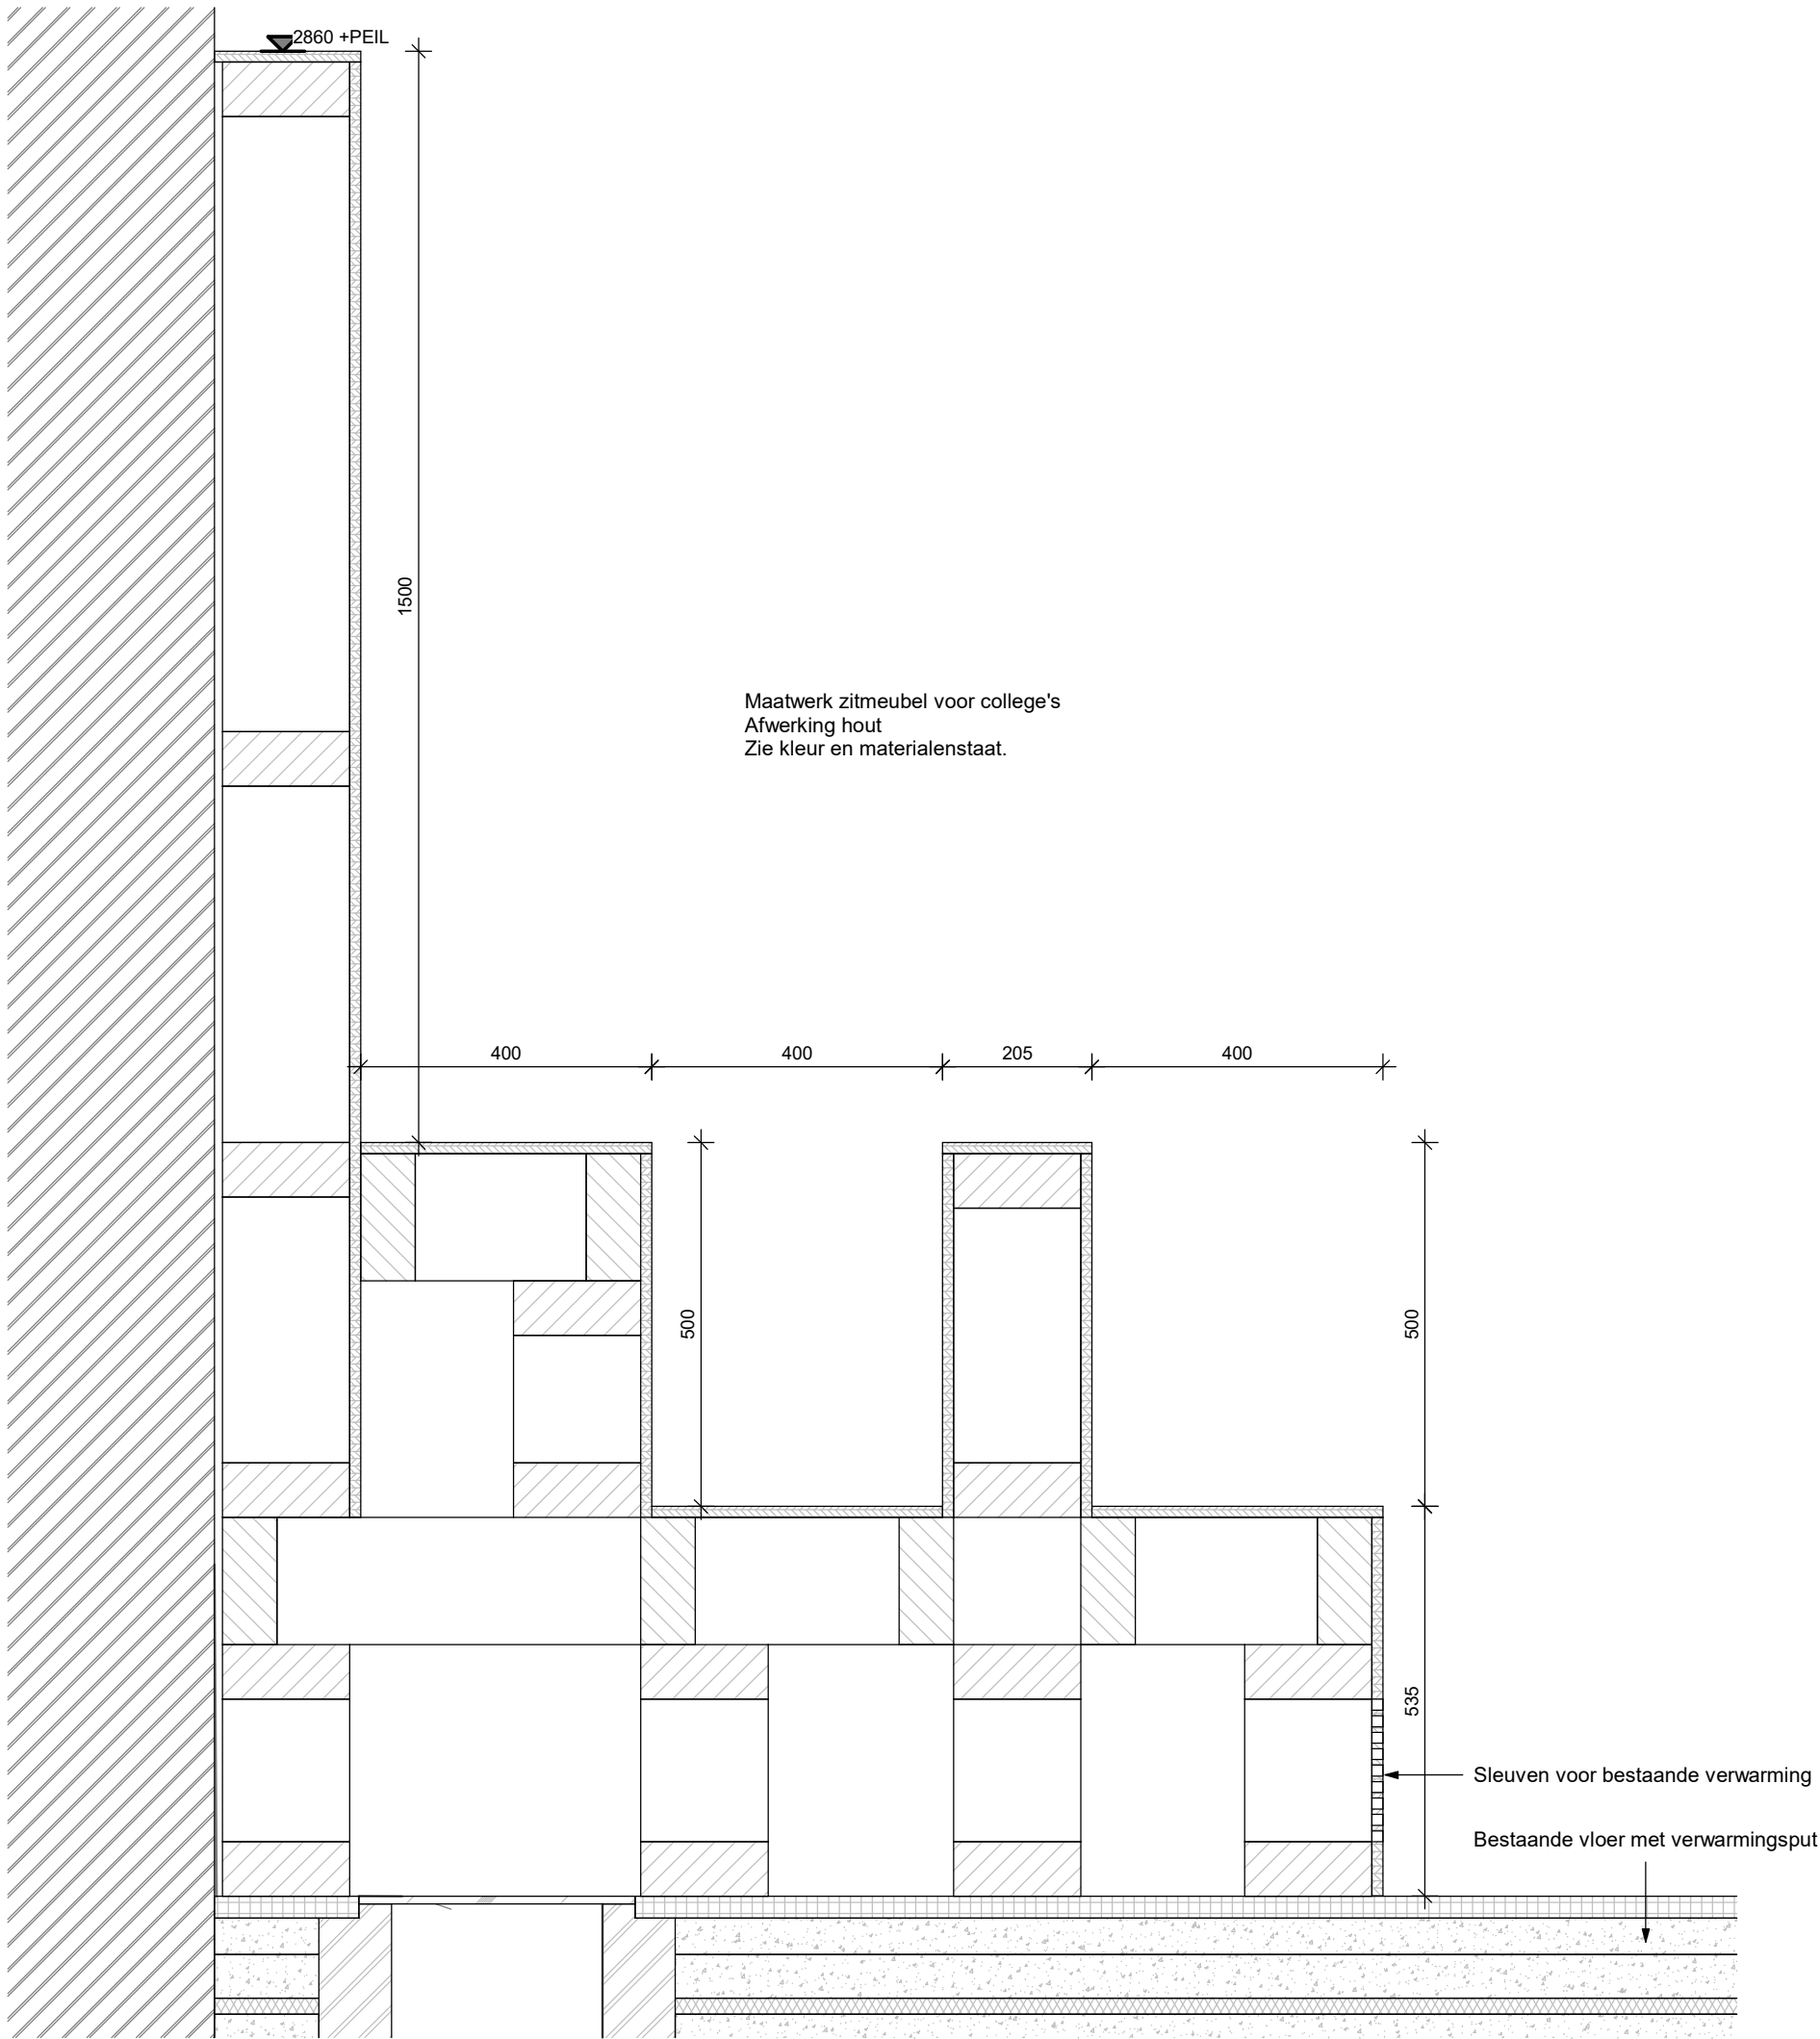 2860 +PEIL
1500
Maatwerk zitmeubel voor college's
Afwerking hout
Zie kleur en materialenstaat.
400
400
205
400
500
500
535
Sleuven voor bestaande verwarming
Bestaande vloer met verwarmingsput